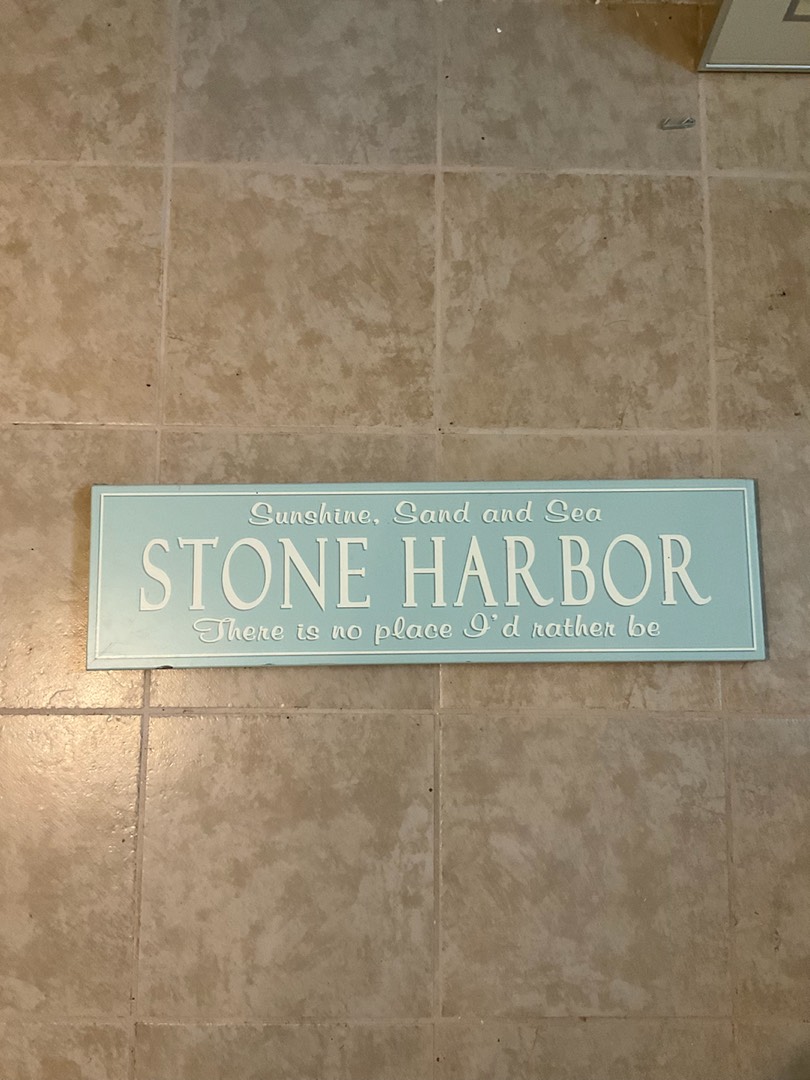 Sunshine, Sand and Sea
STONE HARBOR
There is no place I'd rather be